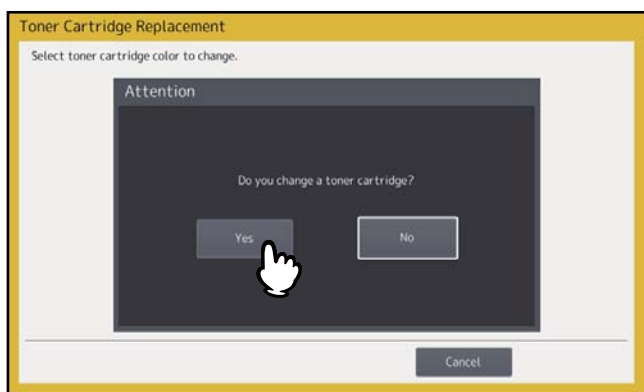 Toner Cartridge Replacement
Select toner cartridge color to change.
Attention
Do you change a toner cartridge?
Yes
No
Cancel